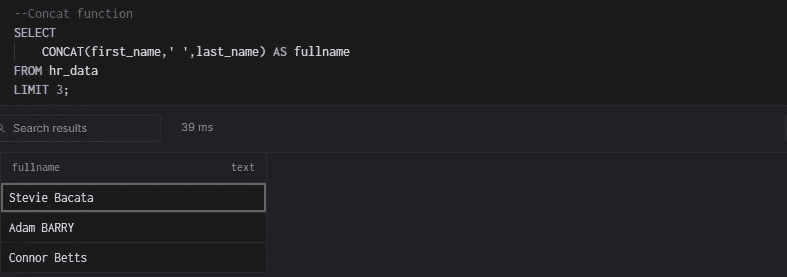 --Concat function
SELECT
CONCAT(first_name,' ',last_name) AS fullname
FROM hr_data
LIMIT 3;
Search results 39 ms
fullname text
Stevie Bacata
Adam BARRY
Connor Betts